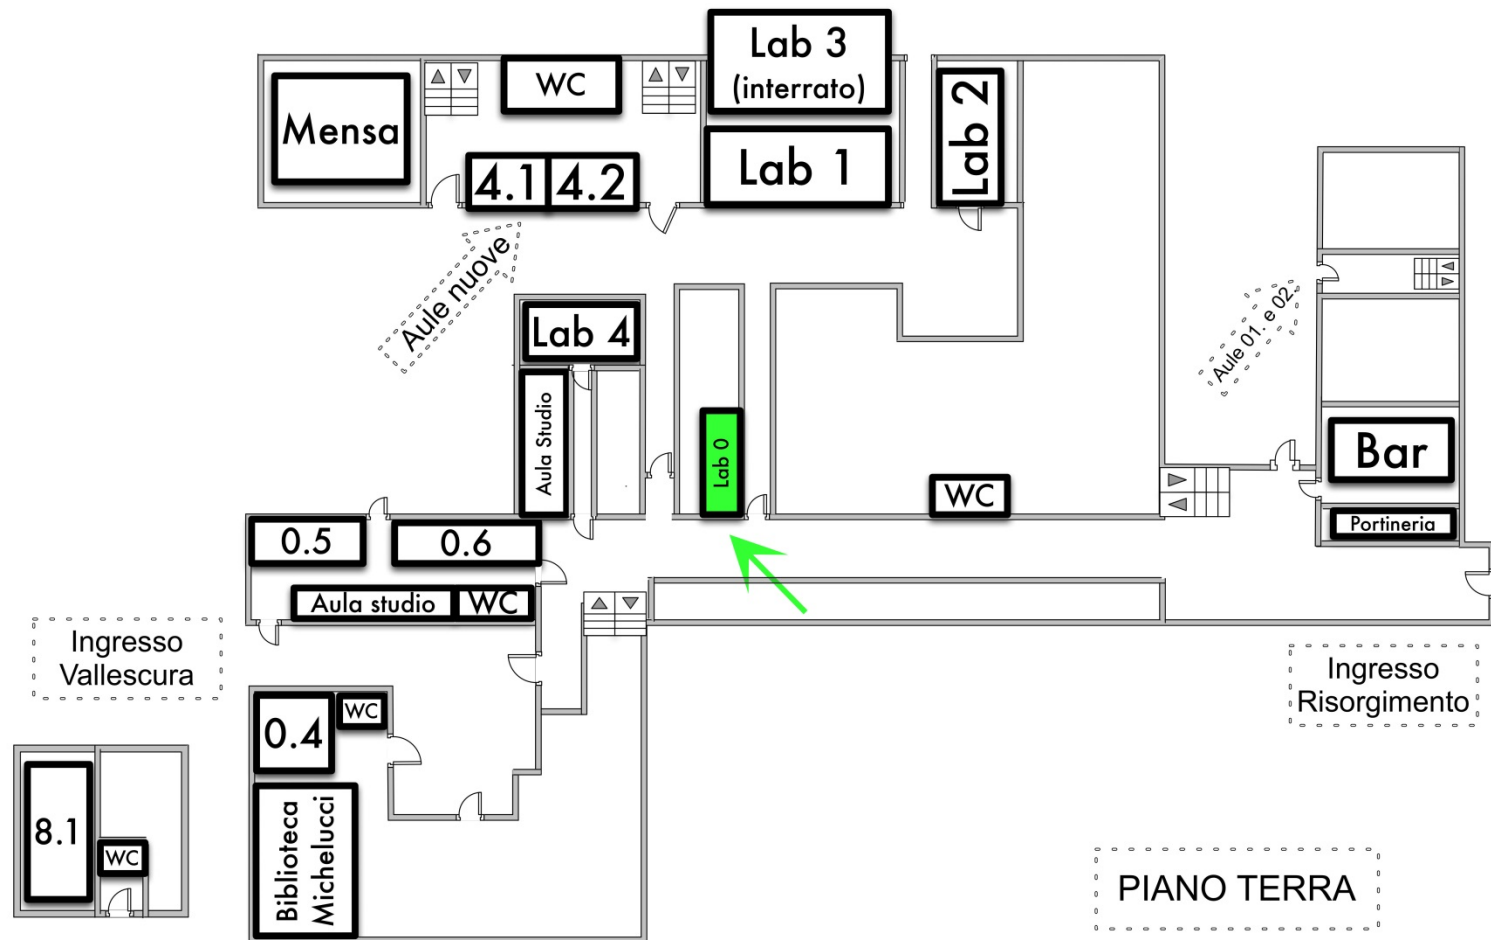 Lab 3
(interrato)
WC
Mensa
Lab 2
Lab 1
4.1
4.2
Aule nuove
Lab 4
Aule 01. e 02.
Aula Studio
Lab 0
Bar
WC
Portineria
0.5
0.6
Aula studio
WC
Ingresso
Vallescura
Ingresso
Risorgimento
0.4
WC
8.1
WC
Biblioteca
Michelucci
PIANO TERRA